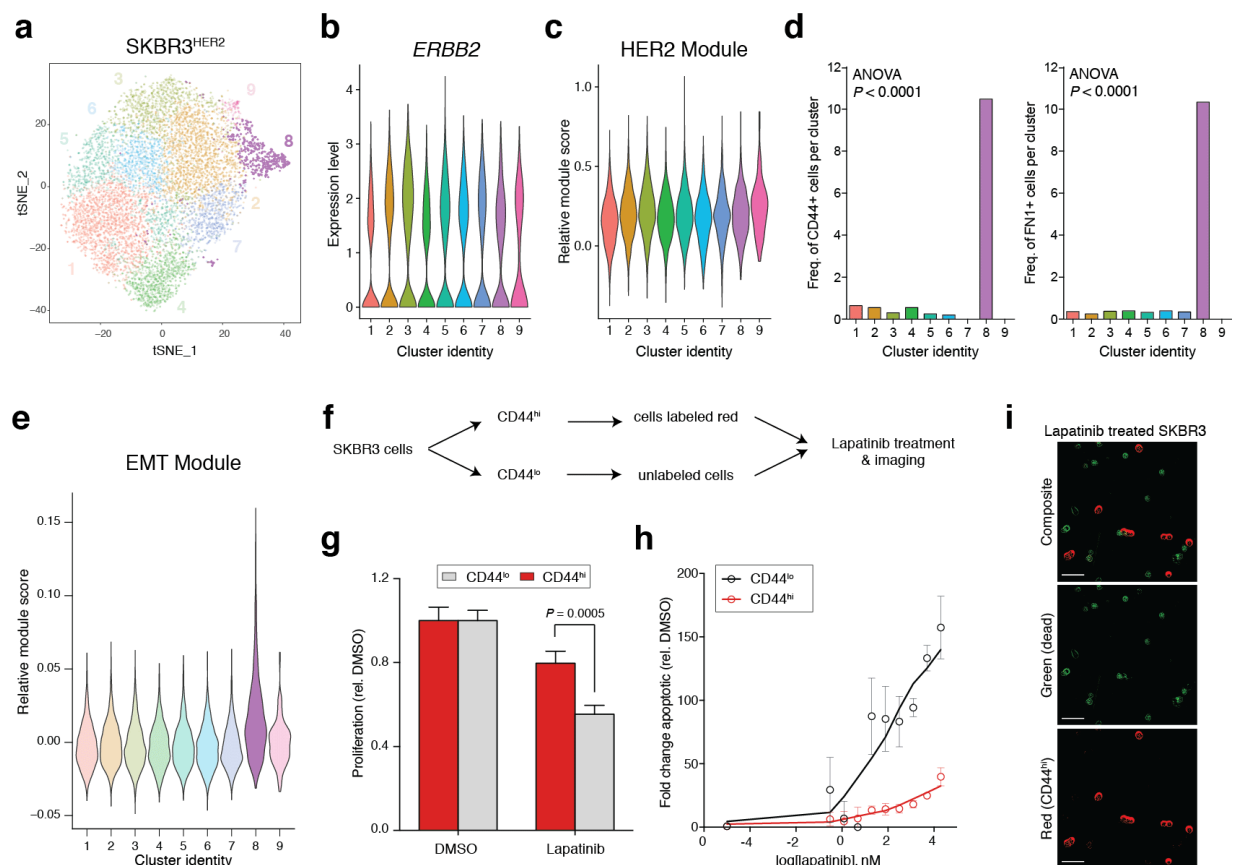 a
SKBR3HER2
20
0
−20
−40
tSNE_2
−20
0
20
40
tSNE_1
3
9
6
8
5
2
7
1
4
b
ERBB2
4
3
2
1
0
Expression level
1 2 3 4 5 6 7 8 9
Cluster identity
c
HER2 Module
1.0
0.5
0.0
Relative module score
1 2 3 4 5 6 7 8 9
Cluster identity
d
ANOVA
P < 0.0001
12
10
8
6
4
2
0
Freq. of CD44+ cells per cluster
1 2 3 4 5 6 7 8 9
Cluster identity
ANOVA
P < 0.0001
12
10
8
6
4
2
0
Freq. of FN1+ cells per cluster
1 2 3 4 5 6 7 8 9
Cluster identity
e
EMT Module
0.15
0.10
0.05
0.00
−0.05
Relative module score
1 2 3 4 5 6 7 8 9
Cluster identity
f
SKBR3 cells
CD44hi
cells labeled red
CD44lo
unlabeled cells
Lapatinib treatment
& imaging
g
CD44lo CD44hi
P = 0.0005
1.2
0.8
0.4
0.0
Proliferation (rel. DMSO)
DMSO Lapatinib
h
CD44lo
CD44hi
200
150
100
50
0
Fold change apoptotic (rel. DMSO)
-4 -2 0 2 4
log[lapatinib], nM
i
Lapatinib treated SKBR3
Composite
Green (dead)
Red (CD44hi)